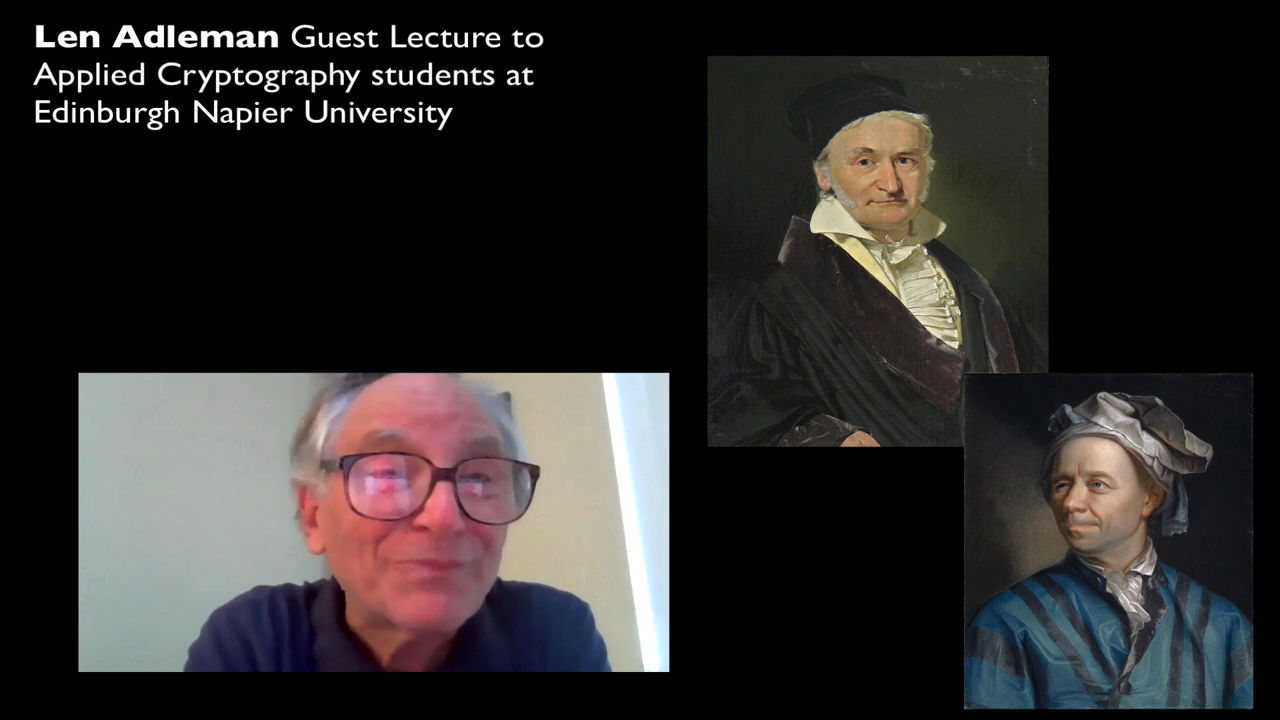 Len Adleman Guest Lecture to
Applied Cryptography students at
Edinburgh Napier University